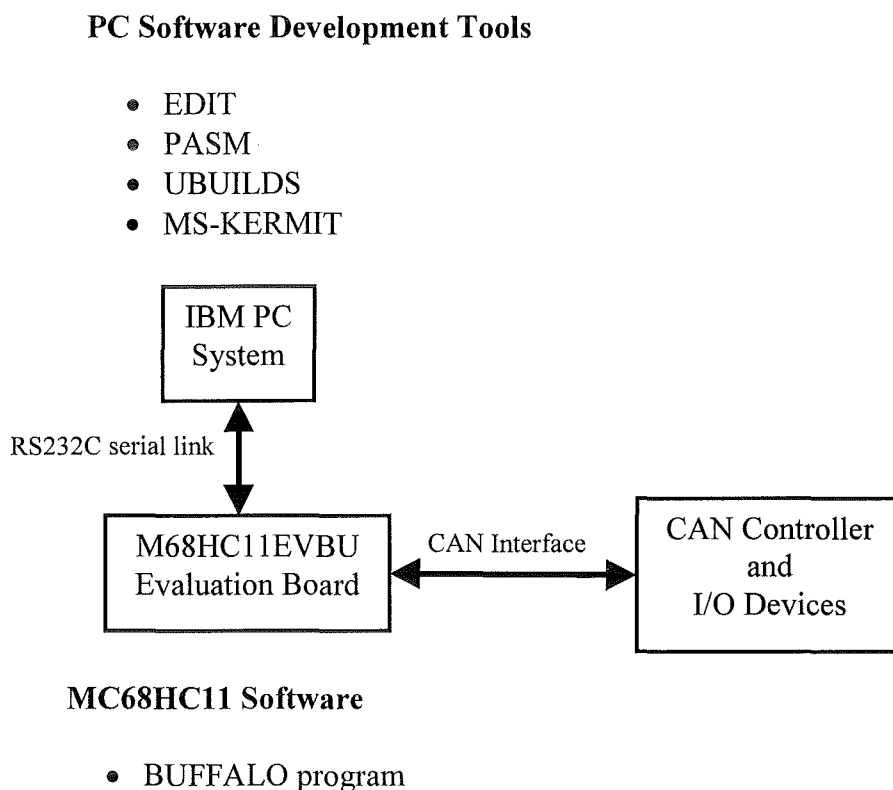 PC Software Development Tools
• EDIT
• PASM
• UBUILDS
• MS-KERMIT
IBM PC
System
RS232C serial link
M68HC11EVBU
Evaluation Board
CAN Interface
CAN Controller
and
I/O Devices
MC68HC11 Software
• BUFFALO program